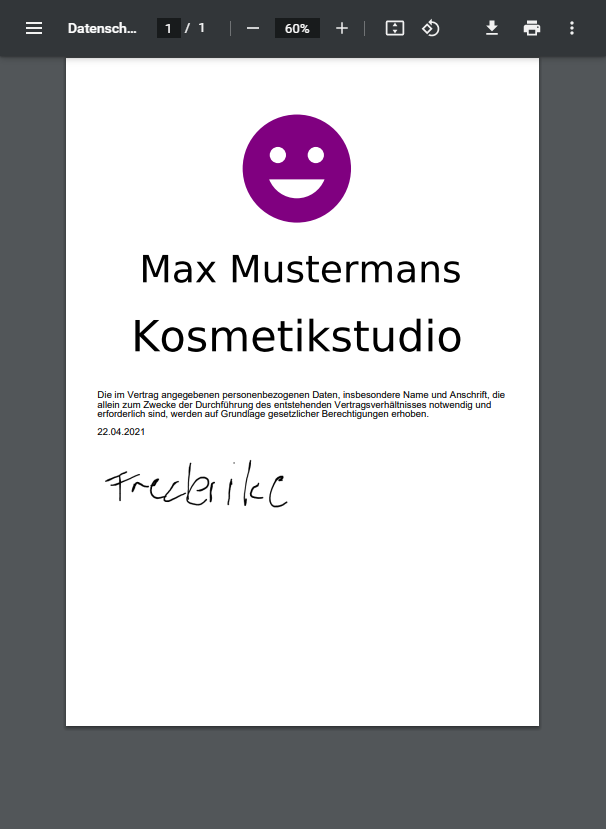 Datensch...
1 / 1
60%
Max Mustermans
Kosmetikstudio
Die im Vertrag angegebenen personenbezogenen Daten, insbesondere Name und Anschrift, die
allein zum Zwecke der Durchführung des entstehenden Vertragsverhältnisses notwendig und
erforderlich sind, werden auf Grundlage gesetzlicher Berechtigungen erhoben.
22.04.2021
Frederike